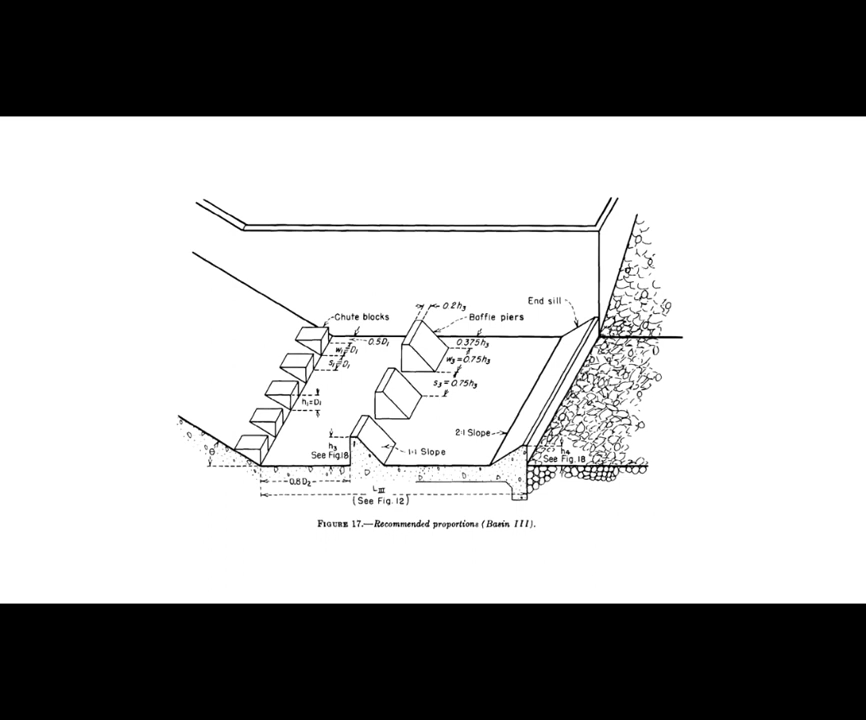 0.2h₃
End sill
Chute blocks
Baffle piers
0.5D₁
0.375h₃
w₁=D₁
w₃=0.75h₃
s₁=D₁
s₃=0.75h₃
h₁=D₁
2:1 Slope
θ
h₃
See Fig.18
1:1 Slope
h₄
See Fig. 18
0.8D₂
L III
(See Fig. 12)
FIGURE 17.—Recommended proportions (Basin III).